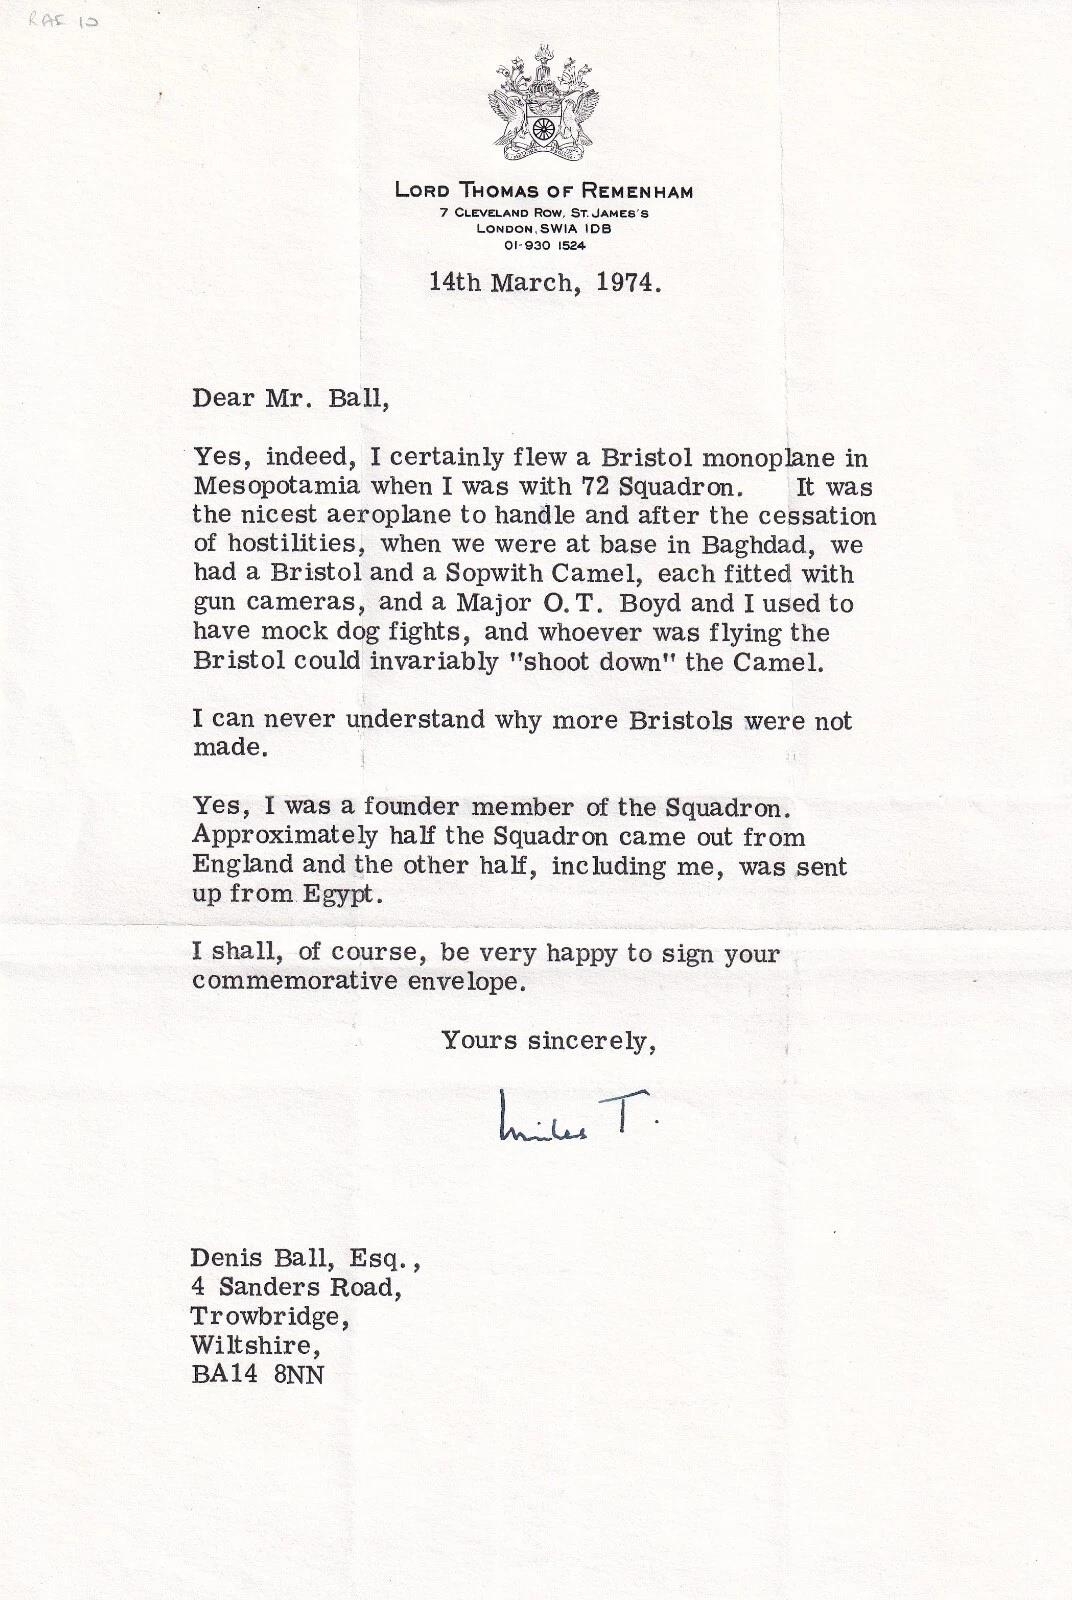 RAF 10
LORD THOMAS OF REMENHAM
7 CLEVELAND ROW, ST. JAMES'S
LONDON, SW1A 1DB
01-930 1524
14th March, 1974.
Dear Mr. Ball,
Yes, indeed, I certainly flew a Bristol monoplane in
Mesopotamia when I was with 72 Squadron. It was
the nicest aeroplane to handle and after the cessation
of hostilities, when we were at base in Baghdad, we
had a Bristol and a Sopwith Camel, each fitted with
gun cameras, and a Major O.T. Boyd and I used to
have mock dog fights, and whoever was flying the
Bristol could invariably "shoot down" the Camel.
I can never understand why more Bristols were not
made.
Yes, I was a founder member of the Squadron.
Approximately half the Squadron came out from
England and the other half, including me, was sent
up from Egypt.
I shall, of course, be very happy to sign your
commemorative envelope.
Yours sincerely,
Miles T.
Denis Ball, Esq.,
4 Sanders Road,
Trowbridge,
Wiltshire,
BA14 8NN